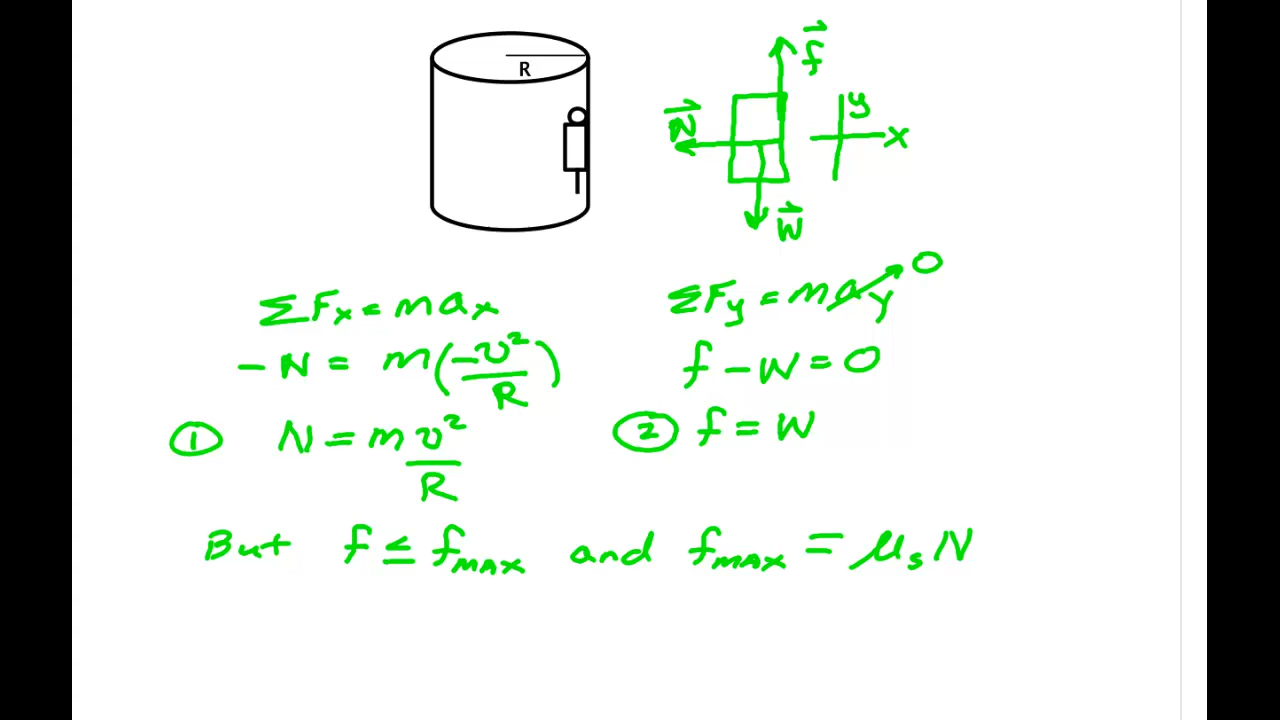 R
f⃗
N⃗
y
x
W⃗
ΣFx = max
-N = m(-v²/R)
① N = mv²/R
ΣFy = may 0
f - W = 0
② f = W
But f ≤ fMAX and fMAX = μsN